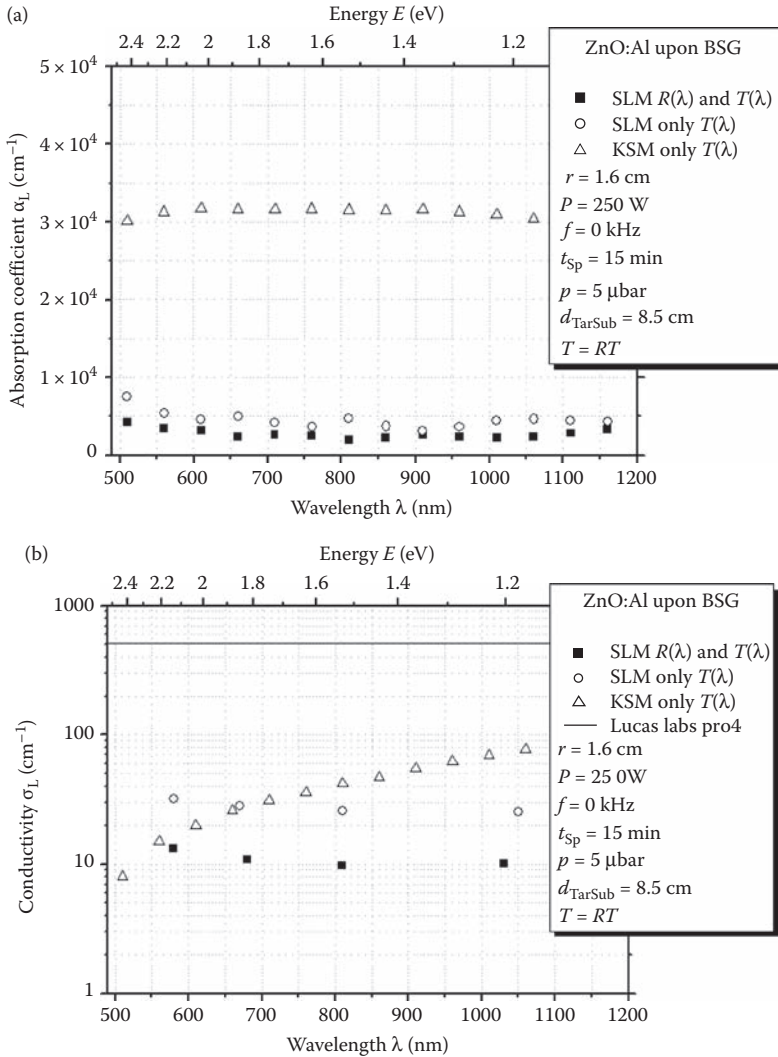 (a)
Energy E (eV)
2.4 2.2 2 1.8 1.6 1.4 1.2
5 × 10⁴
4 × 10⁴
3 × 10⁴
2 × 10⁴
1 × 10⁴
0
Absorption coefficient α_L (cm⁻¹)
500 600 700 800 900 1000 1100 1200
Wavelength λ (nm)
ZnO:Al upon BSG
SLM R(λ) and T(λ)
SLM only T(λ)
KSM only T(λ)
r = 1.6 cm
P = 250 W
f = 0 kHz
t_Sp = 15 min
p = 5 μbar
d_TarSub = 8.5 cm
T = RT
(b)
Energy E (eV)
2.4 2.2 2 1.8 1.6 1.4 1.2
1000
100
10
1
Conductivity σ_L (cm⁻¹)
500 600 700 800 900 1000 1100 1200
Wavelength λ (nm)
ZnO:Al upon BSG
SLM R(λ) and T(λ)
SLM only T(λ)
KSM only T(λ)
Lucas labs pro4
r = 1.6 cm
P = 25 0W
f = 0 kHz
t_Sp = 15 min
p = 5 μbar
d_TarSub = 8.5 cm
T = RT